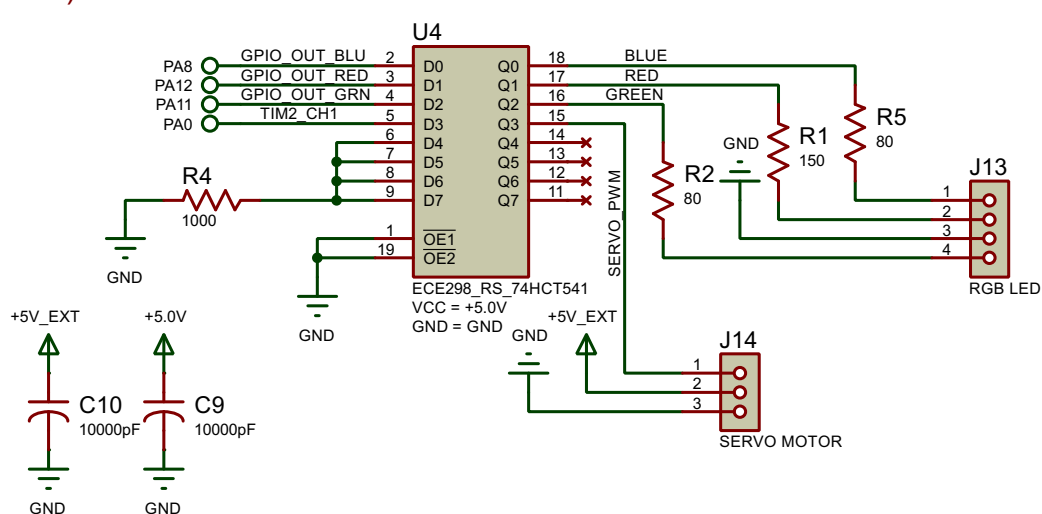 U4
PA8 GPIO_OUT_BLU 2 D0 Q0 18 BLUE
PA12 GPIO_OUT_RED 3 D1 Q1 17 RED
PA11 GPIO_OUT_GRN 4 D2 Q2 16 GREEN
PA0 TIM2_CH1 5 D3 Q3 15
6 D4 Q4 14
7 D5 Q5 13
8 D6 Q6 12
9 D7 Q7 11
1 OE1
19 OE2
ECE298_RS_74HCT541
VCC = +5.0V
GND = GND
R4
1000
GND
GND
SERVO_PWM
R2
80
GND
R1
150
R5
80
J13
1
2
3
4
RGB LED
+5V_EXT
C10
10000pF
GND
+5.0V
C9
10000pF
GND
GND
+5V_EXT
J14
1
2
3
SERVO MOTOR